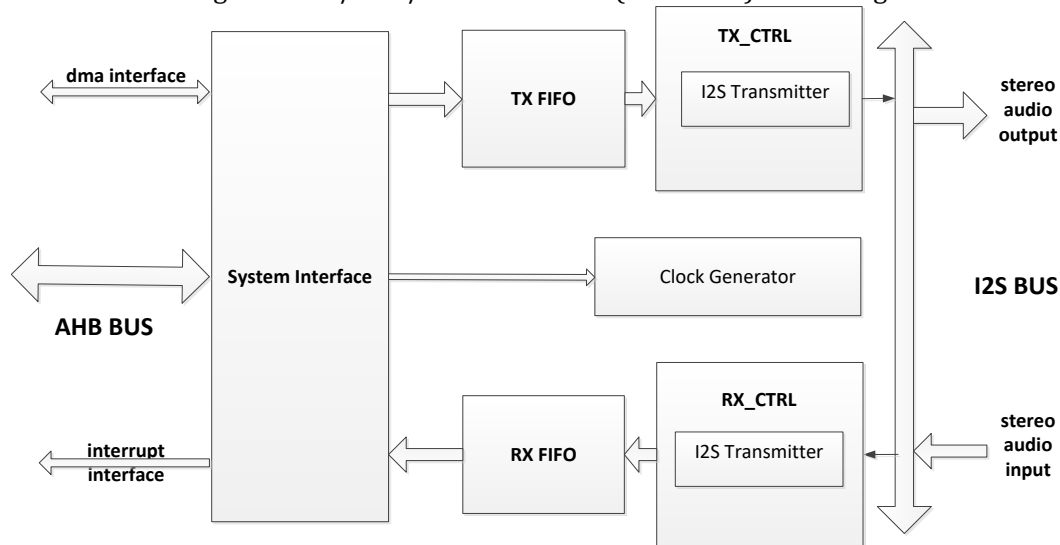 TX_CTRL
dma interface
TX FIFO
I2S Transmitter
stereo
audio
output
System Interface
Clock Generator
I2S BUS
AHB BUS
RX_CTRL
interrupt
interface
RX FIFO
I2S Transmitter
stereo
audio
input